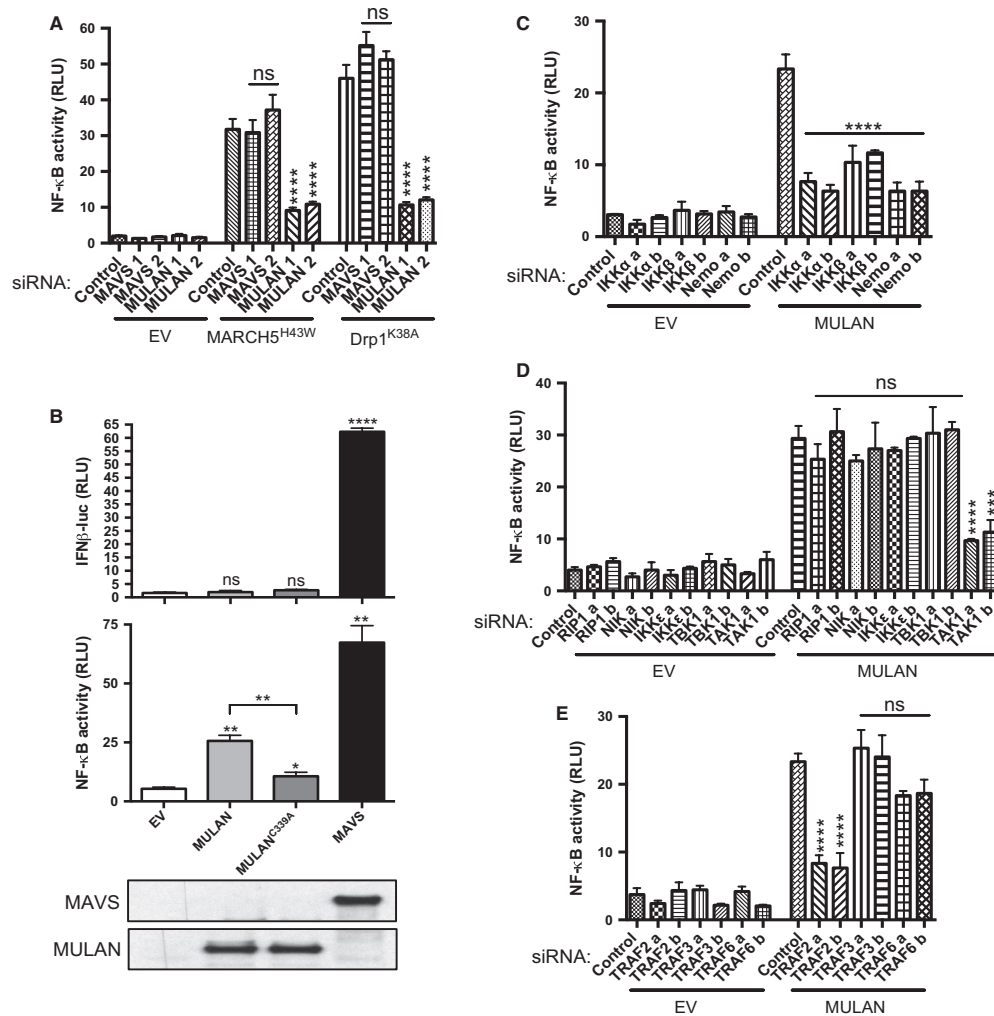 A
NF-κB activity (RLU)
60
50
40
30
20
10
0
ns
ns
****
****
****
****
siRNA:
Control
MAVS 1
MAVS 2
MULAN 1
MULAN 2
Control
MAVS 1
MAVS 2
MULAN 1
MULAN 2
Control
MAVS 1
MAVS 2
MULAN 1
MULAN 2
EV
MARCH5H43W
Drp1K38A
B
IFNβ-luc (RLU)
65
60
55
50
45
40
35
30
25
20
15
10
5
0
ns
ns
****
NF-κB activity (RLU)
75
50
25
0
**
**
*
**
EV
MULAN
MULANC339A
MAVS
MAVS
MULAN
C
NF-κB activity (RLU)
30
20
10
0
****
siRNA:
Control
IKKα a
IKKα b
IKKβ a
IKKβ b
Nemo a
Nemo b
Control
IKKα a
IKKα b
IKKβ a
IKKβ b
Nemo a
Nemo b
EV
MULAN
D
NF-κB activity (RLU)
40
30
20
10
0
ns
****
***
siRNA:
Control
RIP1 a
RIP1 b
NIK a
NIK b
IKKε a
IKKε b
TBK1 a
TBK1 b
TAK1 a
TAK1 b
Control
RIP1 a
RIP1 b
NIK a
NIK b
IKKε a
IKKε b
TBK1 a
TBK1 b
TAK1 a
TAK1 b
EV
MULAN
E
NF-κB activity (RLU)
30
20
10
0
ns
****
****
siRNA:
Control
TRAF2 a
TRAF2 b
TRAF3 a
TRAF3 b
TRAF6 a
TRAF6 b
Control
TRAF2 a
TRAF2 b
TRAF3 a
TRAF3 b
TRAF6 a
TRAF6 b
EV
MULAN